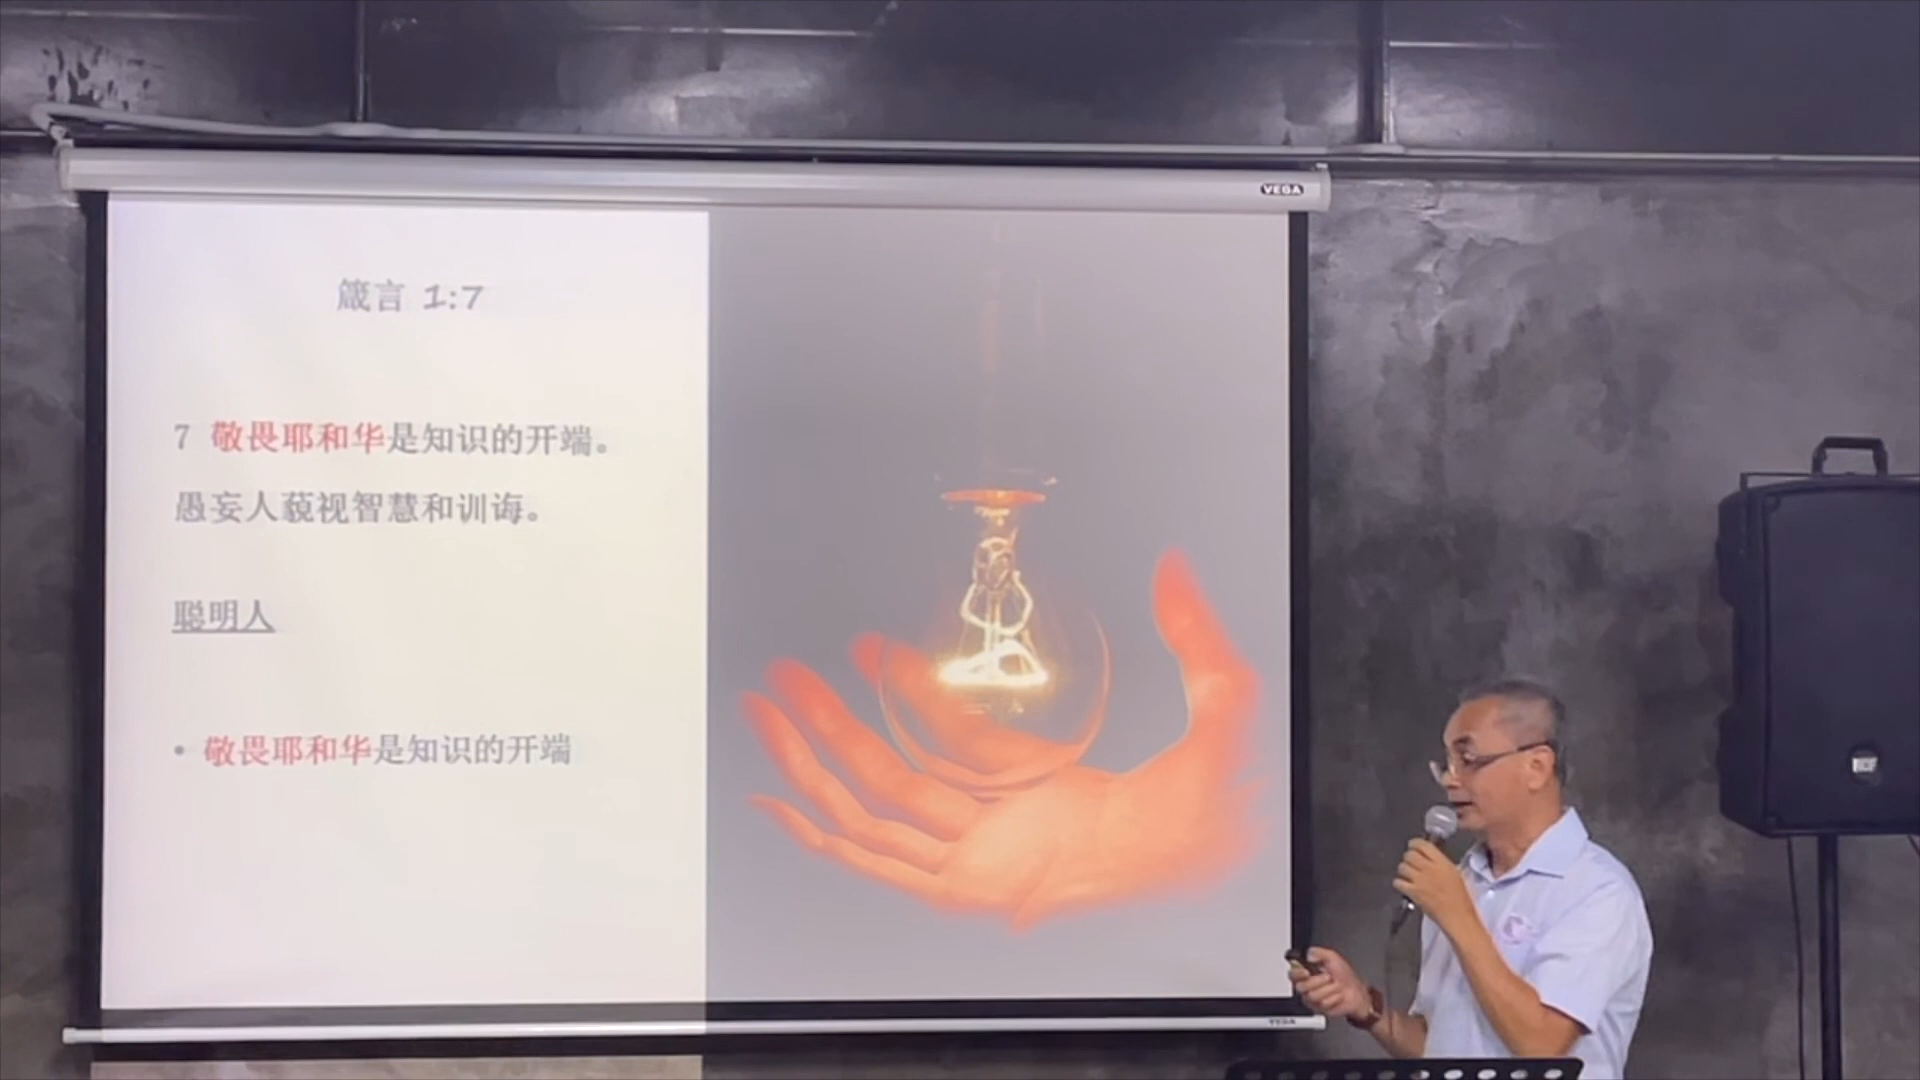 VEGA
箴言 1:7
7 敬畏耶和华是知识的开端。
愚妄人藐视智慧和训诲。
聪明人
• 敬畏耶和华是知识的开端
VEGA